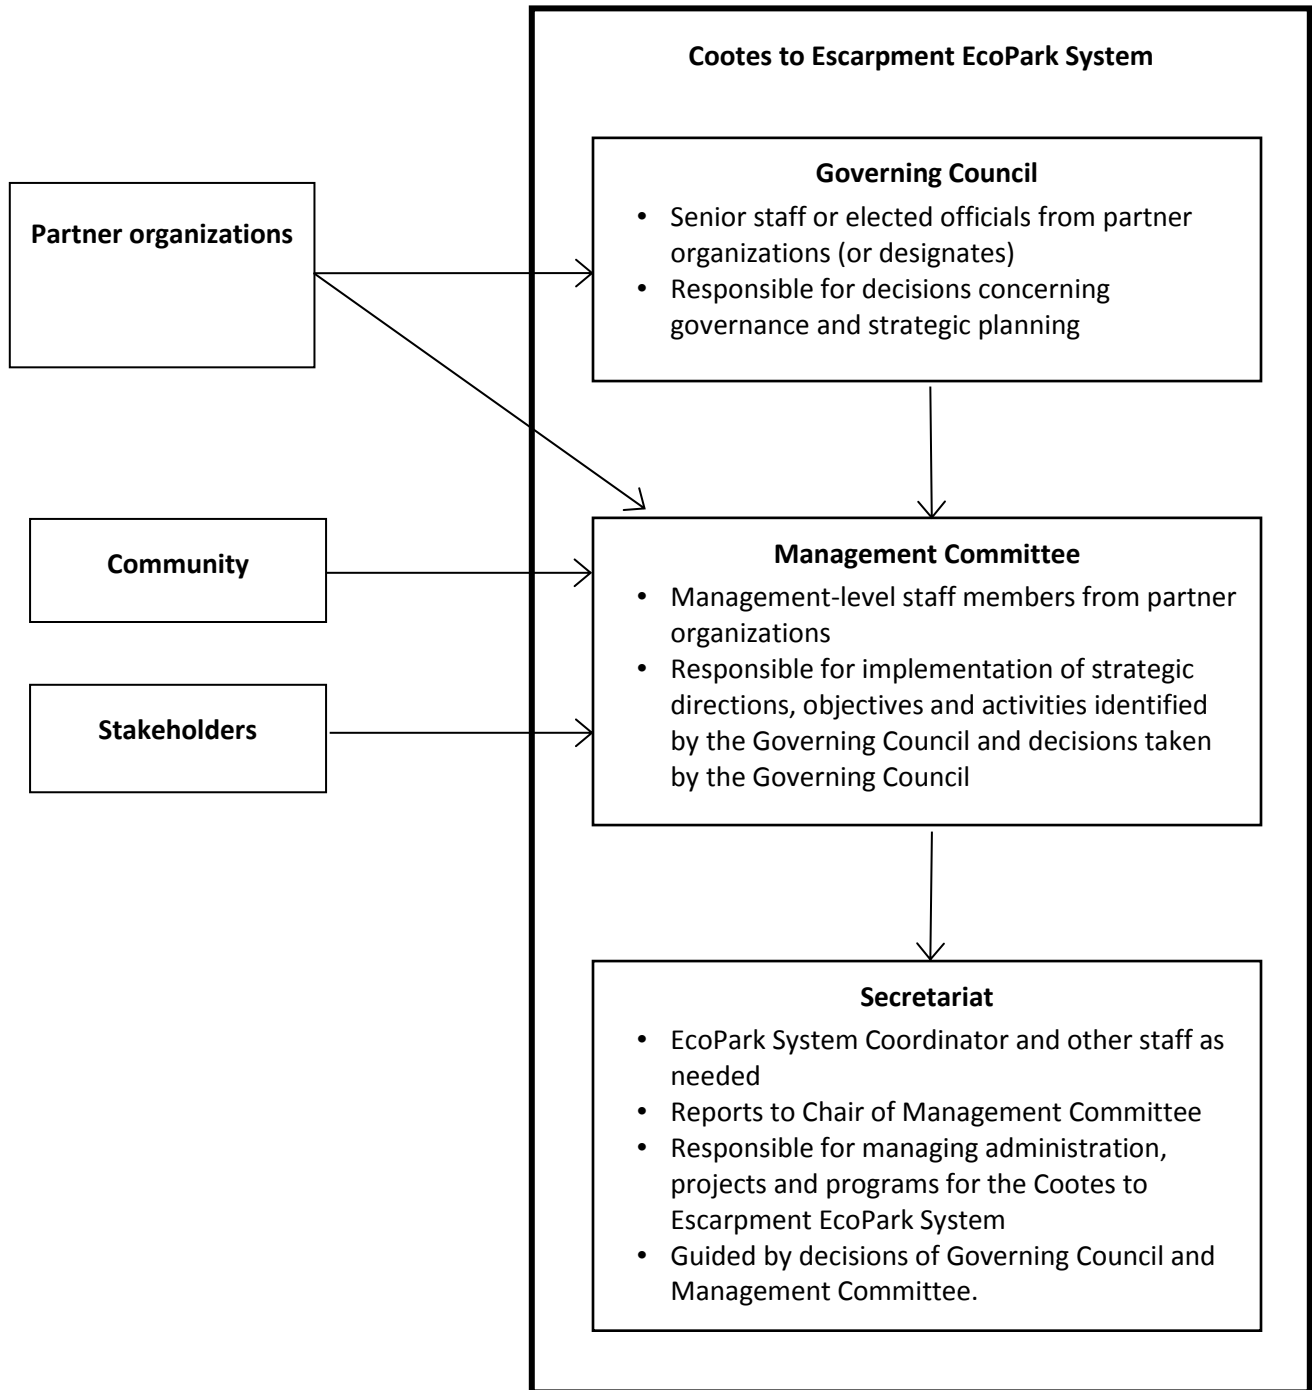 Cootes to Escarpment EcoPark System
Governing Council
• Senior staff or elected officials from partner
organizations (or designates)
• Responsible for decisions concerning
governance and strategic planning
Partner organizations
Community
Stakeholders
Management Committee
• Management-level staff members from partner
organizations
• Responsible for implementation of strategic
directions, objectives and activities identified
by the Governing Council and decisions taken
by the Governing Council
Secretariat
• EcoPark System Coordinator and other staff as
needed
• Reports to Chair of Management Committee
• Responsible for managing administration,
projects and programs for the Cootes to
Escarpment EcoPark System
• Guided by decisions of Governing Council and
Management Committee.